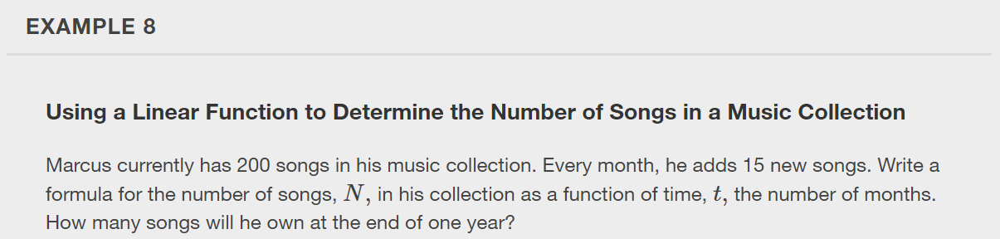 EXAMPLE 8
Using a Linear Function to Determine the Number of Songs in a Music Collection
Marcus currently has 200 songs in his music collection. Every month, he adds 15 new songs. Write a
formula for the number of songs, N, in his collection as a function of time, t, the number of months.
How many songs will he own at the end of one year?